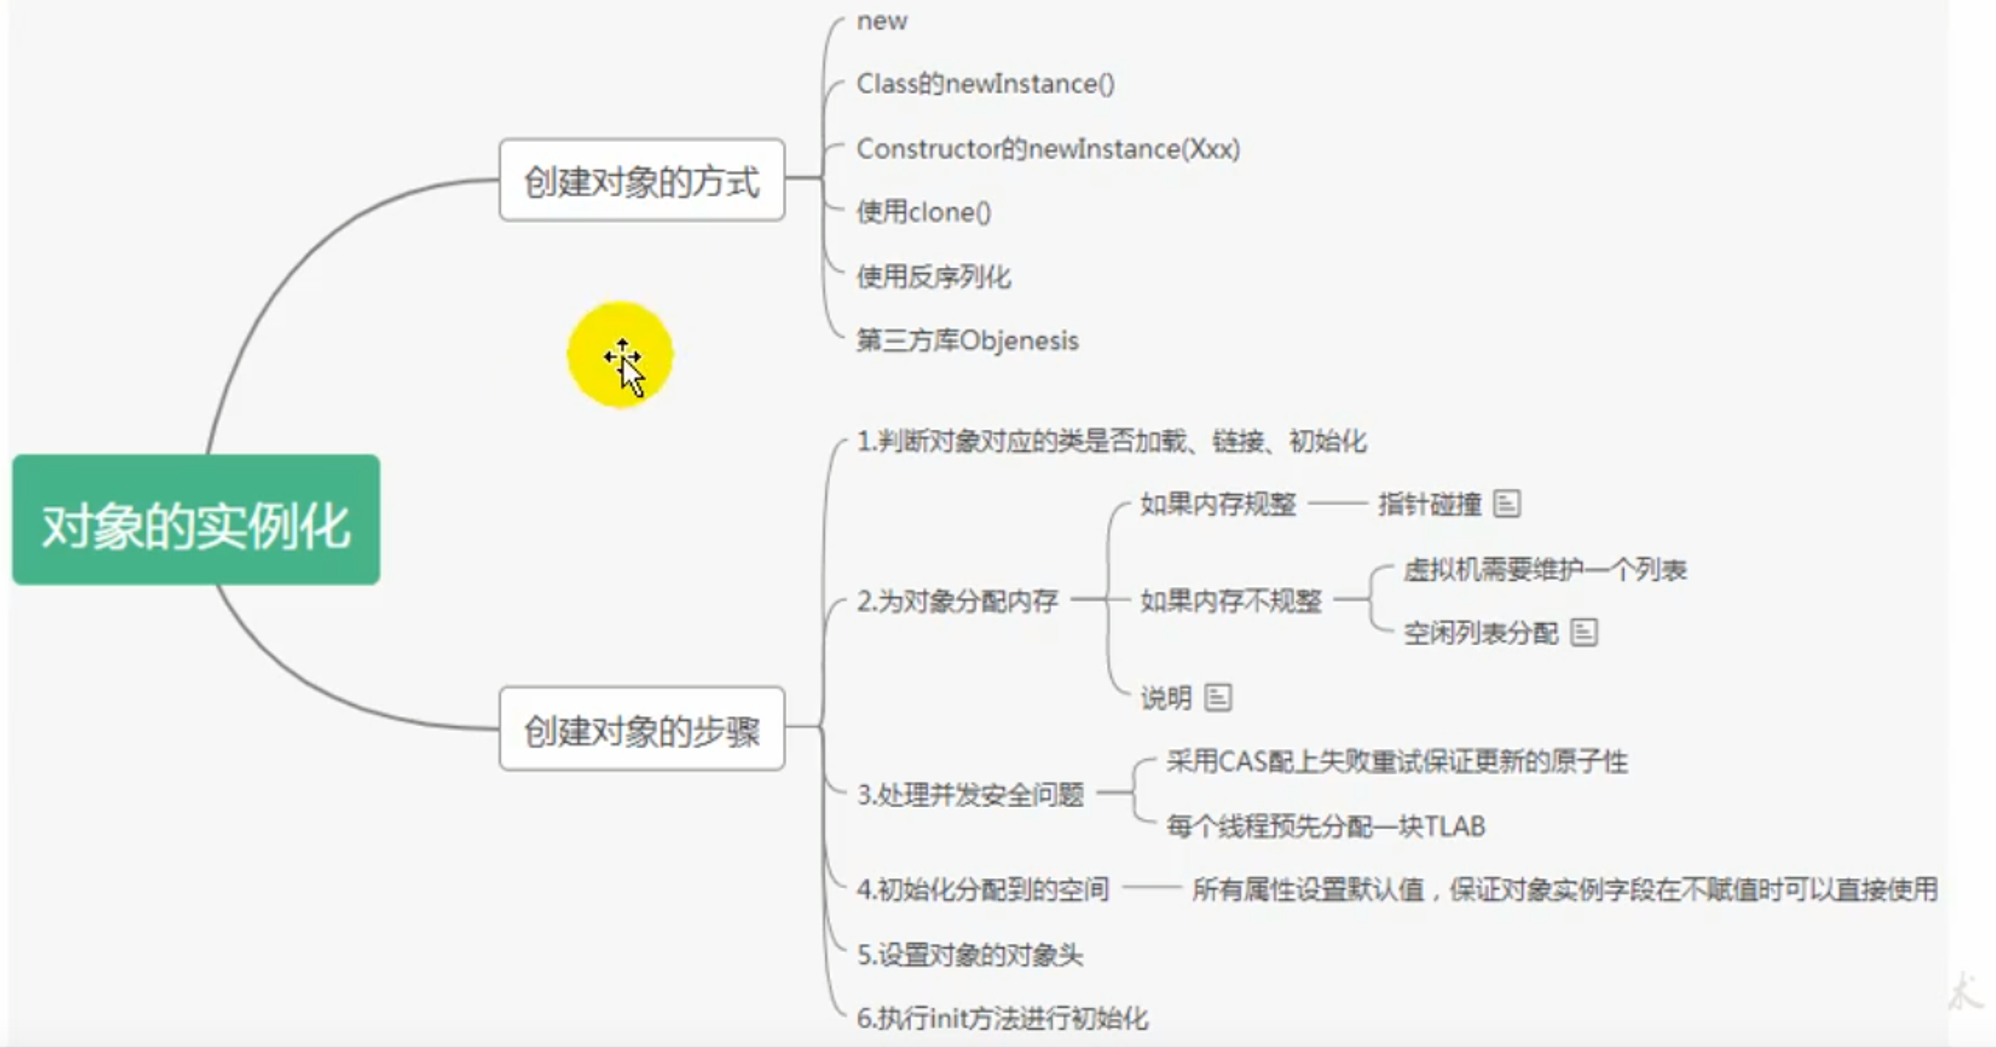 对象的实例化
创建对象的方式
new
Class的newInstance()
Constructor的newInstance(Xxx)
使用clone()
使用反序列化
第三方库Objenesis
创建对象的步骤
1.判断对象对应的类是否加载、链接、初始化
2.为对象分配内存
如果内存规整
指针碰撞
如果内存不规整
虚拟机需要维护一个列表
空闲列表分配
说明
3.处理并发安全问题
采用CAS配上失败重试保证更新的原子性
每个线程预先分配一块TLAB
4.初始化分配到的空间
所有属性设置默认值，保证对象实例字段在不赋值时可以直接使用
5.设置对象的对象头
6.执行init方法进行初始化
术